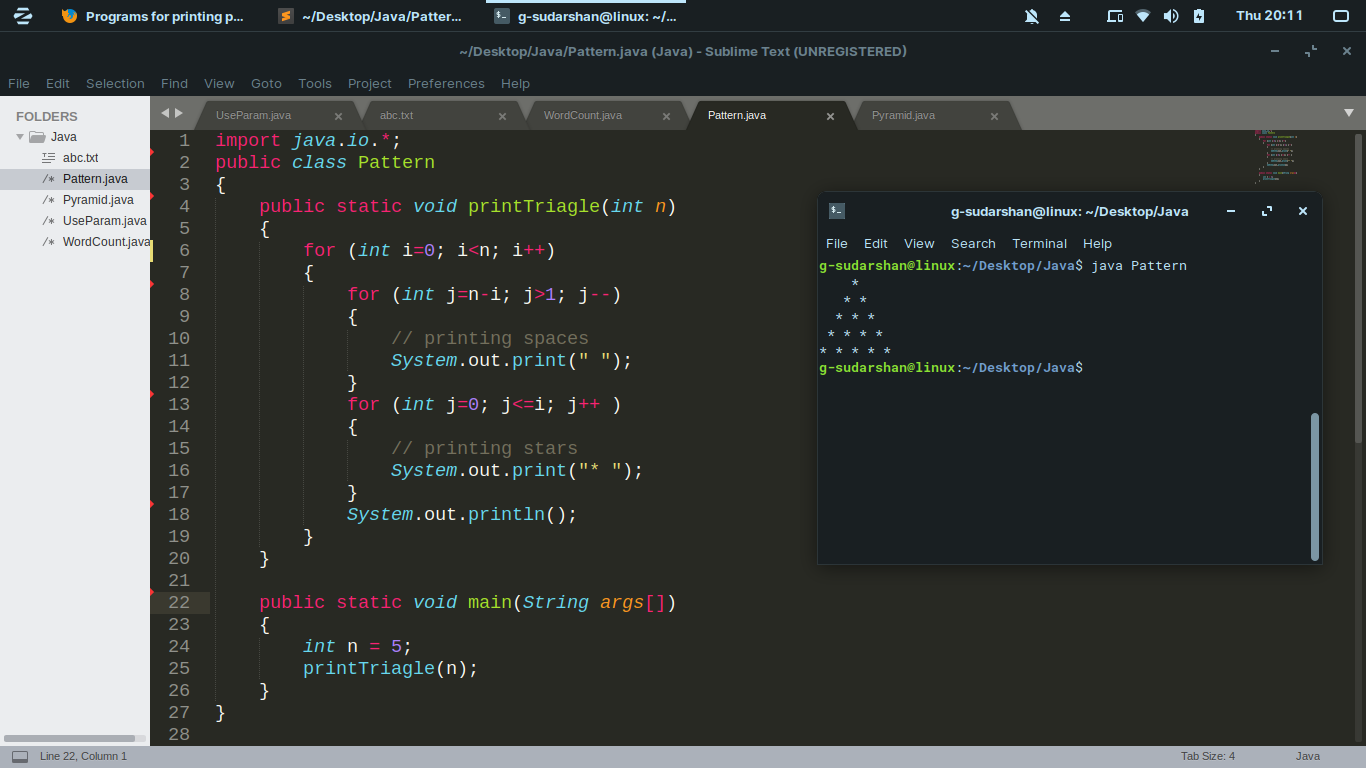 Programs for printing p...
~/Desktop/Java/Patter...
g-sudarshan@linux: ~/...
Thu 20:11
~/Desktop/Java/Pattern.java (Java) - Sublime Text (UNREGISTERED)
File Edit Selection Find View Goto Tools Project Preferences Help
FOLDERS
Java
abc.txt
Pattern.java
Pyramid.java
UseParam.java
WordCount.java
UseParam.java
abc.txt
WordCount.java
Pattern.java
Pyramid.java
1 import java.io.*;
2 public class Pattern
3 {
4 public static void printTriagle(int n)
5 {
6 for (int i=0; i<n; i++)
7 {
8 for (int j=n-i; j>1; j--)
9 {
10 // printing spaces
11 System.out.print(" ");
12 }
13 for (int j=0; j<=i; j++ )
14 {
15 // printing stars
16 System.out.print("* ");
17 }
18 System.out.println();
19 }
20 }
21
22 public static void main(String args[])
23 {
24 int n = 5;
25 printTriagle(n);
26 }
27 }
28
g-sudarshan@linux: ~/Desktop/Java
File Edit View Search Terminal Help
g-sudarshan@linux:~/Desktop/Java$ java Pattern
    *
   * *
  * * *
 * * * *
* * * * *
g-sudarshan@linux:~/Desktop/Java$
Line 22, Column 1
Tab Size: 4
Java